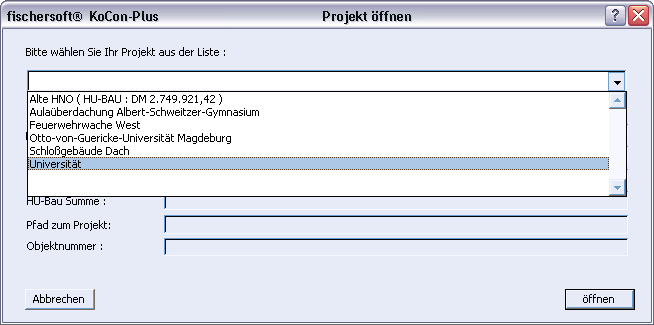 fischersoft® KoCon-Plus Projekt öffnen
Bitte wählen Sie Ihr Projekt aus der Liste :
Alte HNO ( HU-BAU : DM 2.749.921,42 )
Aulaüberdachung Albert-Schweitzer-Gymnasium
Feuerwehrwache West
Otto-von-Guericke-Universität Magdeburg
Schloßgebäude Dach
Universität
HU-Bau Summe :
Pfad zum Projekt:
Objektnummer :
Abbrechen öffnen